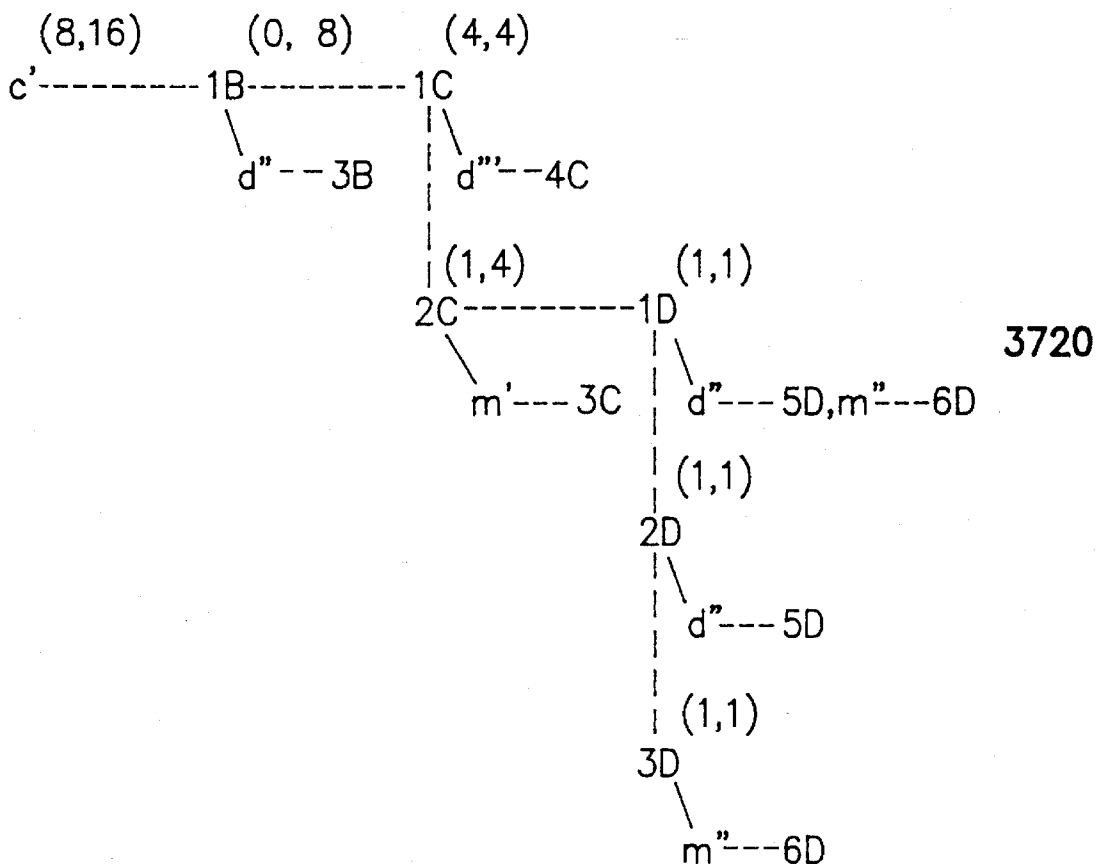 (8,16) (0, 8) (4,4)
c'----------1B---------1C
d"--3B d"'--4C
(1,4) (1,1)
2C---------1D
3720
m'---3C d"---5D,m"---6D
(1,1)
2D
d"---5D
(1,1)
3D
m"---6D